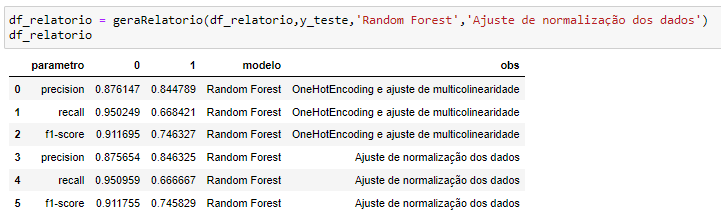 df_relatorio = geraRelatorio(df_relatorio,y_teste,'Random Forest','Ajuste de normalização dos dados')
df_relatorio
parametro 0 1 modelo obs
0 precision 0.876147 0.844789 Random Forest OneHotEncoding e ajuste de multicolinearidade
1 recall 0.950249 0.668421 Random Forest OneHotEncoding e ajuste de multicolinearidade
2 f1-score 0.911695 0.746327 Random Forest OneHotEncoding e ajuste de multicolinearidade
3 precision 0.875654 0.846325 Random Forest Ajuste de normalização dos dados
4 recall 0.950959 0.666667 Random Forest Ajuste de normalização dos dados
5 f1-score 0.911755 0.745829 Random Forest Ajuste de normalização dos dados